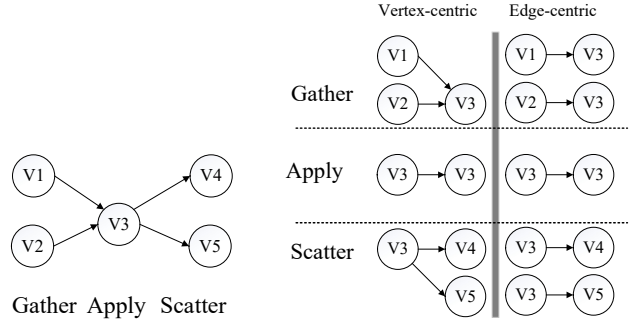 Vertex-centric Edge-centric
V1 V1 V3
Gather
V2 V3 V2 V3
Apply V3 V3 V3 V3
Scatter V3 V4 V3 V4
V5 V3 V5
V1 V4
V3
V2 V5
Gather Apply Scatter